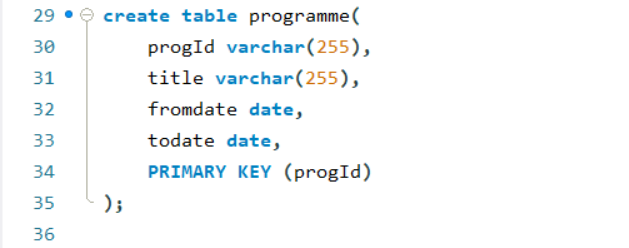 29 create table programme(
30 progId varchar(255),
31 title varchar(255),
32 fromdate date,
33 todate date,
34 PRIMARY KEY (progId)
35 );
36